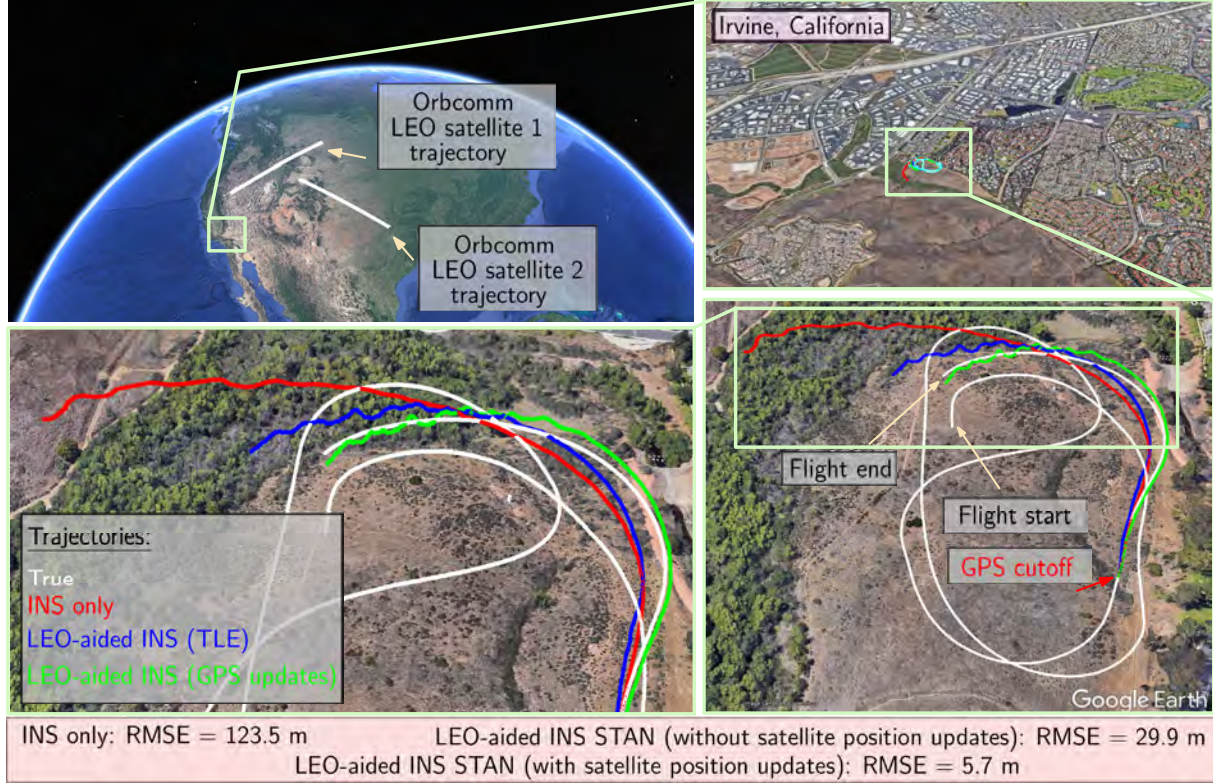 Orbcomm
LEO satellite 1
trajectory
Orbcomm
LEO satellite 2
trajectory
Irvine, California
Trajectories:
True
INS only
LEO-aided INS (TLE)
LEO-aided INS (GPS updates)
Flight end
Flight start
GPS cutoff
Google Earth
INS only: RMSE = 123.5 m
LEO-aided INS STAN (without satellite position updates): RMSE = 29.9 m
LEO-aided INS STAN (with satellite position updates): RMSE = 5.7 m